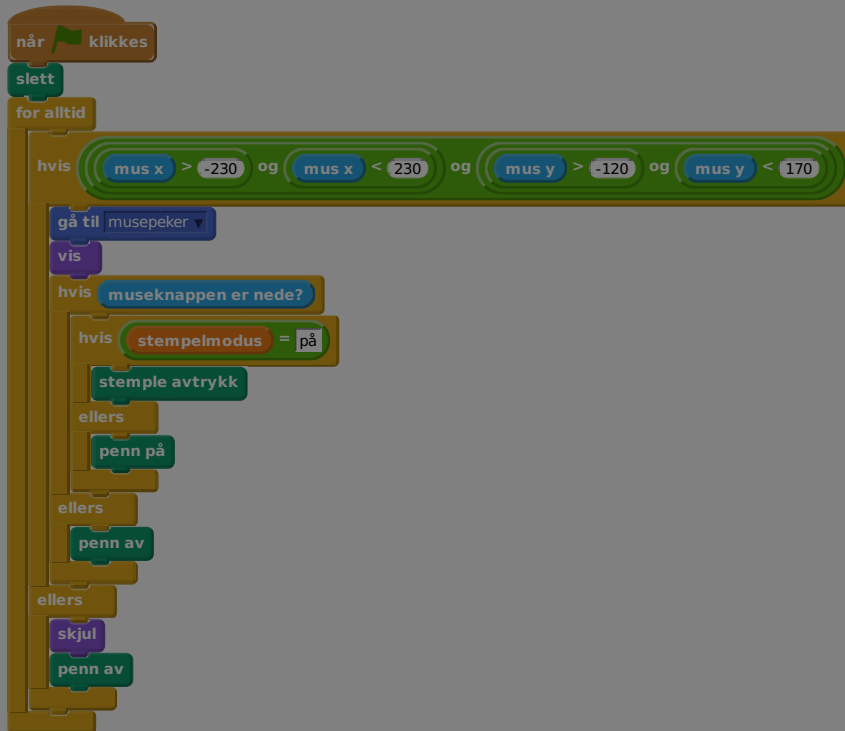 når klikkes
slett
for alltid
hvis mus x > -230 og mus x < 230 og mus y > -120 og mus y < 170
gå til musepeker
vis
hvis museknappen er nede?
hvis stempelmodus = på
stemple avtrykk
ellers
penn på
ellers
penn av
ellers
skjul
penn av